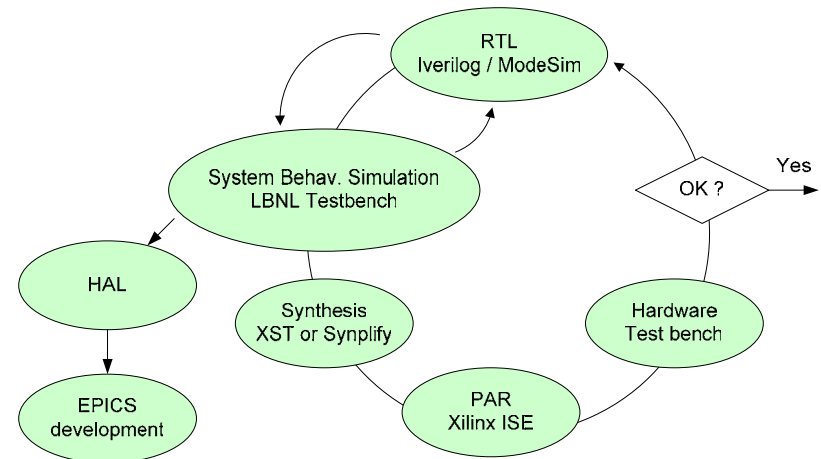 RTL
Iverilog / ModeSim
System Behav. Simulation
LBNL Testbench
Yes
OK ?
HAL
Synthesis
XST or Synplify
Hardware
Test bench
EPICS
development
PAR
Xilinx ISE